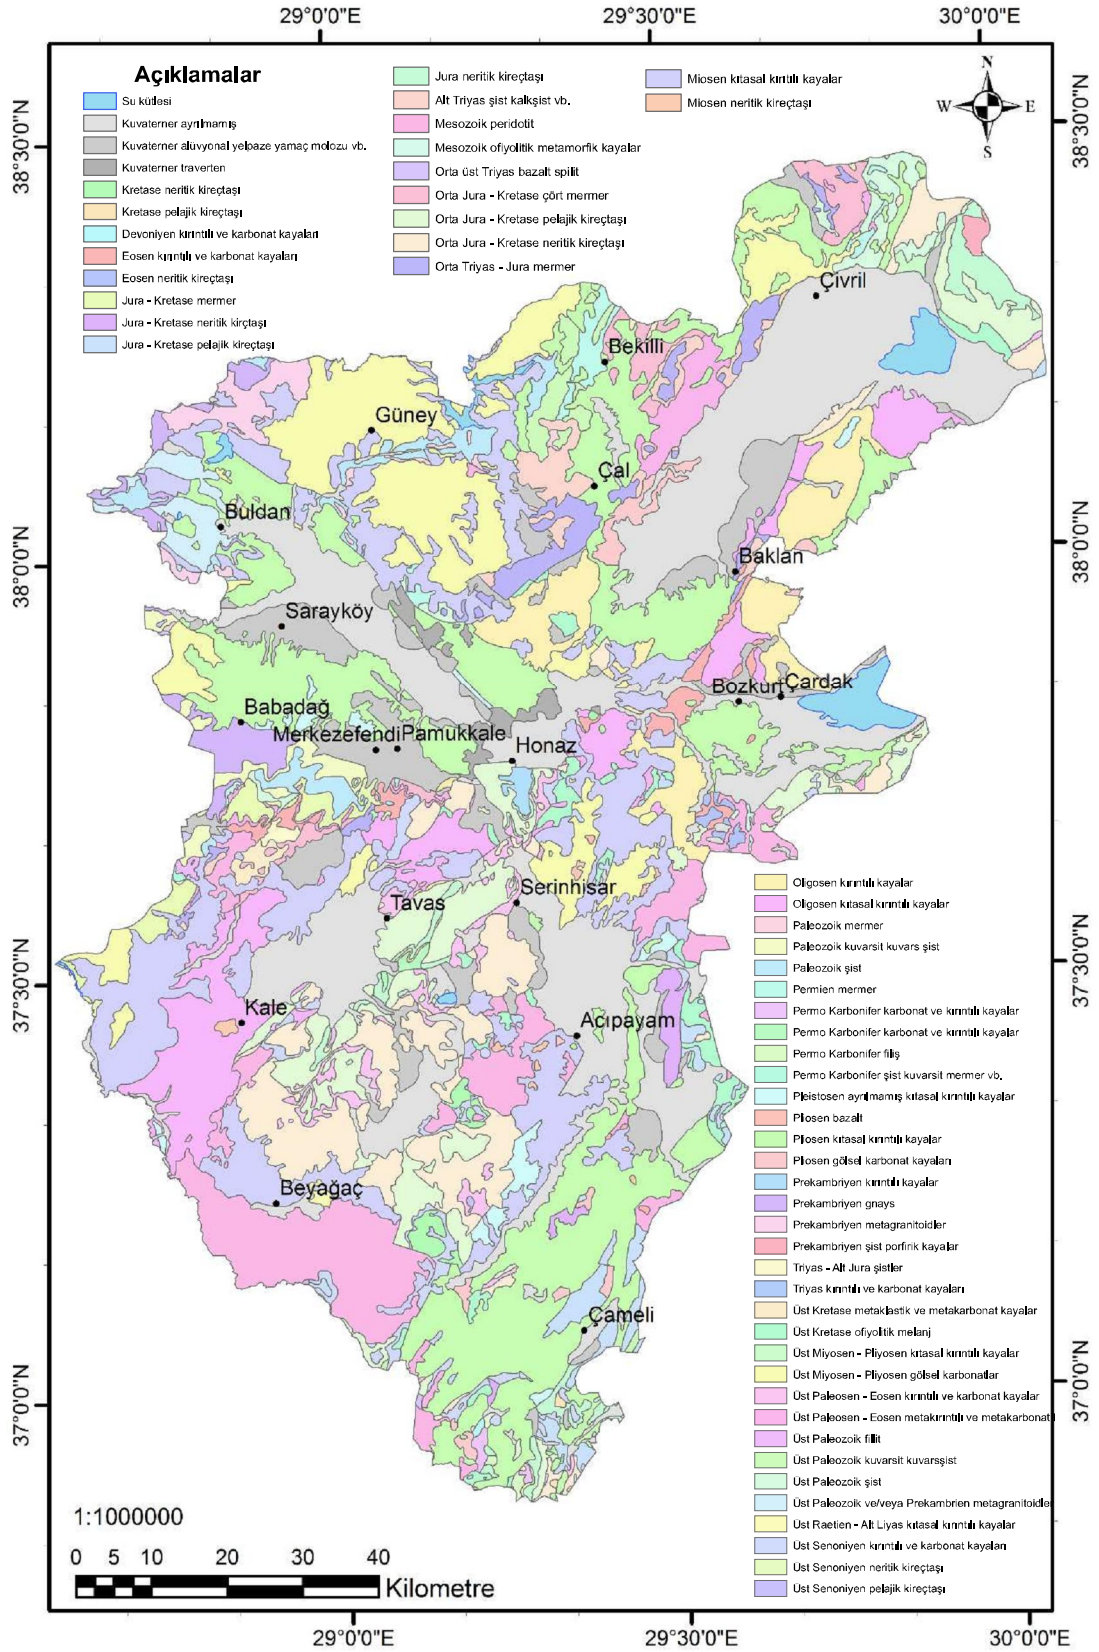 29°0'0"E
29°30'0"E
30°0'0"E
38°30'0"N
38°0'0"N
37°30'0"N
37°0'0"N
38°30'0"N
38°0'0"N
37°30'0"N
37°0'0"N
N
W
E
S
Açıklamalar
Su kütlesi
Kuvaterner ayrılmamış
Kuvaterner alüvyonal yelpaze yamaç molozu vb.
Kuvaterner traverten
Kretase neritik kireçtaşı
Kretase pelajik kireçtaşı
Devoniyen kırıntılı ve karbonat kayaları
Eosen kırıntılı ve karbonat kayaları
Eosen neritik kireçtaşı
Jura - Kretase mermer
Jura - Kretase neritik kirçtaşı
Jura - Kretase pelajik kireçtaşı
Jura neritik kireçtaşı
Alt Triyas şist kalkşist vb.
Mesozoik peridotit
Mesozoik ofiyolitik metamorfik kayalar
Orta üst Triyas bazalt spilit
Orta Jura - Kretase çört mermer
Orta Jura - Kretase pelajik kireçtaşı
Orta Jura - Kretase neritik kireçtaşı
Orta Triyas - Jura mermer
Miosen kıtasal kırıntılı kayalar
Miosen neritik kireçtaşı
Çivril
Bekilli
Güney
Çal
Buldan
Baklan
Sarayköy
Bozkurt
Çardak
Babadağ
Merkezefendi
Pamukkale
Honaz
Serinhisar
Tavas
Kale
Acıpayam
Beyağaç
Çameli
Oligosen kırıntılı kayalar
Oligosen kıtasal kırıntılı kayalar
Paleozoik mermer
Paleozoik kuvarsit kuvars şist
Paleozoik şist
Permien mermer
Permo Karbonifer karbonat ve kırıntılı kayalar
Permo Karbonifer karbonat ve kırıntılı kayalar
Permo Karbonifer filiş
Permo Karbonifer şist kuvarsit mermer vb.
Pleistosen ayrılmamış kıtasal kırıntılı kayalar
Pliosen bazalt
Pliosen kıtasal kırıntılı kayalar
Pliosen gölsel karbonat kayaları
Prekambriyen kırıntılı kayalar
Prekambriyen gnays
Prekambriyen metagranitoidler
Prekambriyen şist porfirik kayalar
Triyas - Alt Jura şistler
Triyas kırıntılı ve karbonat kayaları
Üst Kretase metaklastik ve metakarbonat kayalar
Üst Kretase ofiyolitik melanj
Üst Miyosen - Pliyosen kıtasal kırıntılı kayalar
Üst Miyosen - Pliyosen gölsel karbonatlar
Üst Paleosen - Eosen kırıntılı ve karbonat kayalar
Üst Paleosen - Eosen metakırıntılı ve metakarbonatl
Üst Paleozoik fillit
Üst Paleozoik kuvarsit kuvarsşist
Üst Paleozoik şist
Üst Paleozoik ve/veya Prekambrien metagranitoidler
Üst Raetien - Alt Liyas kıtasal kırıntılı kayalar
Üst Senoniyen kırıntılı ve karbonat kayaları
Üst Senoniyen neritik kireçtaşı
Üst Senoniyen pelajik kireçtaşı
1:1000000
0 5 10 20 30 40
Kilometre
29°0'0"E
29°30'0"E
30°0'0"E